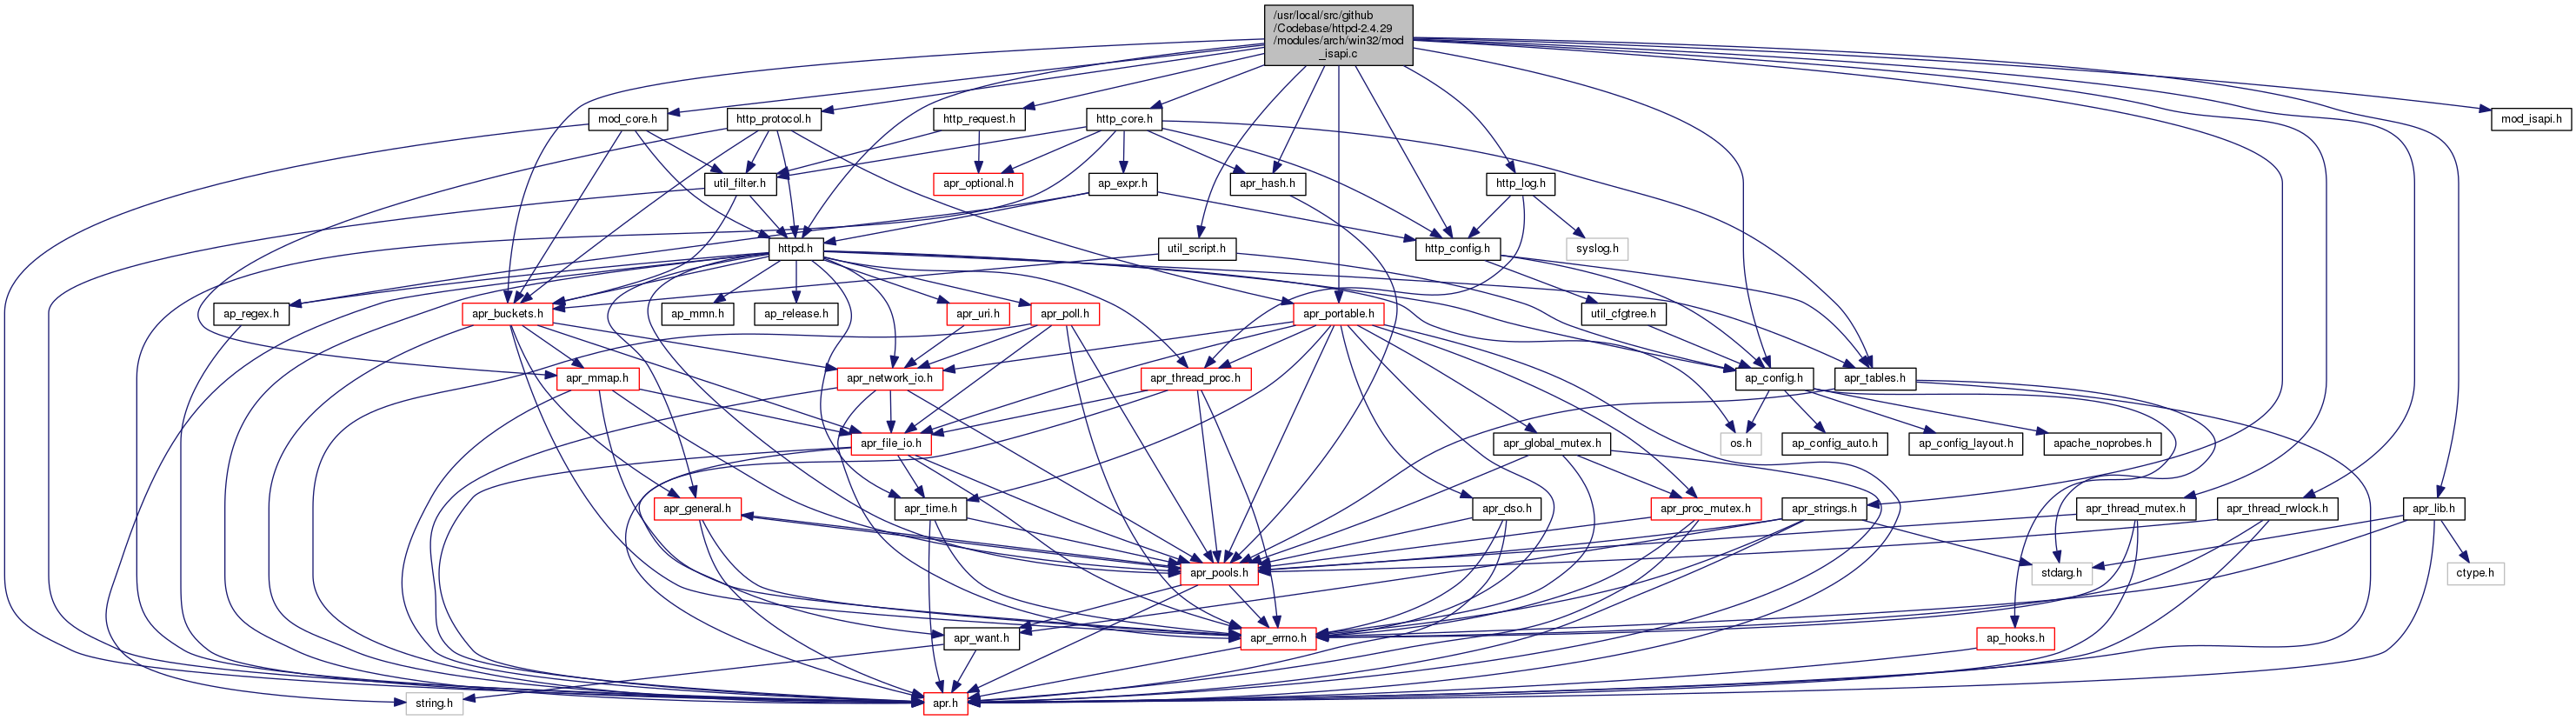 /usr/local/src/github
/Codebase/httpd-2.4.29
/modules/arch/win32/mod
_isapi.c
mod_core.h
http_protocol.h
http_request.h
http_core.h
mod_isapi.h
util_filter.h
apr_optional.h
ap_expr.h
apr_hash.h
http_log.h
httpd.h
util_script.h
http_config.h
syslog.h
ap_regex.h
apr_buckets.h
ap_mmn.h
ap_release.h
apr_uri.h
apr_poll.h
apr_portable.h
util_cfgtree.h
apr_mmap.h
apr_network_io.h
apr_thread_proc.h
ap_config.h
apr_tables.h
apr_file_io.h
apr_global_mutex.h
os.h
ap_config_auto.h
ap_config_layout.h
apache_noprobes.h
apr_general.h
apr_time.h
apr_dso.h
apr_proc_mutex.h
apr_strings.h
apr_thread_mutex.h
apr_thread_rwlock.h
apr_lib.h
apr_pools.h
stdarg.h
ctype.h
apr_want.h
apr_errno.h
ap_hooks.h
string.h
apr.h